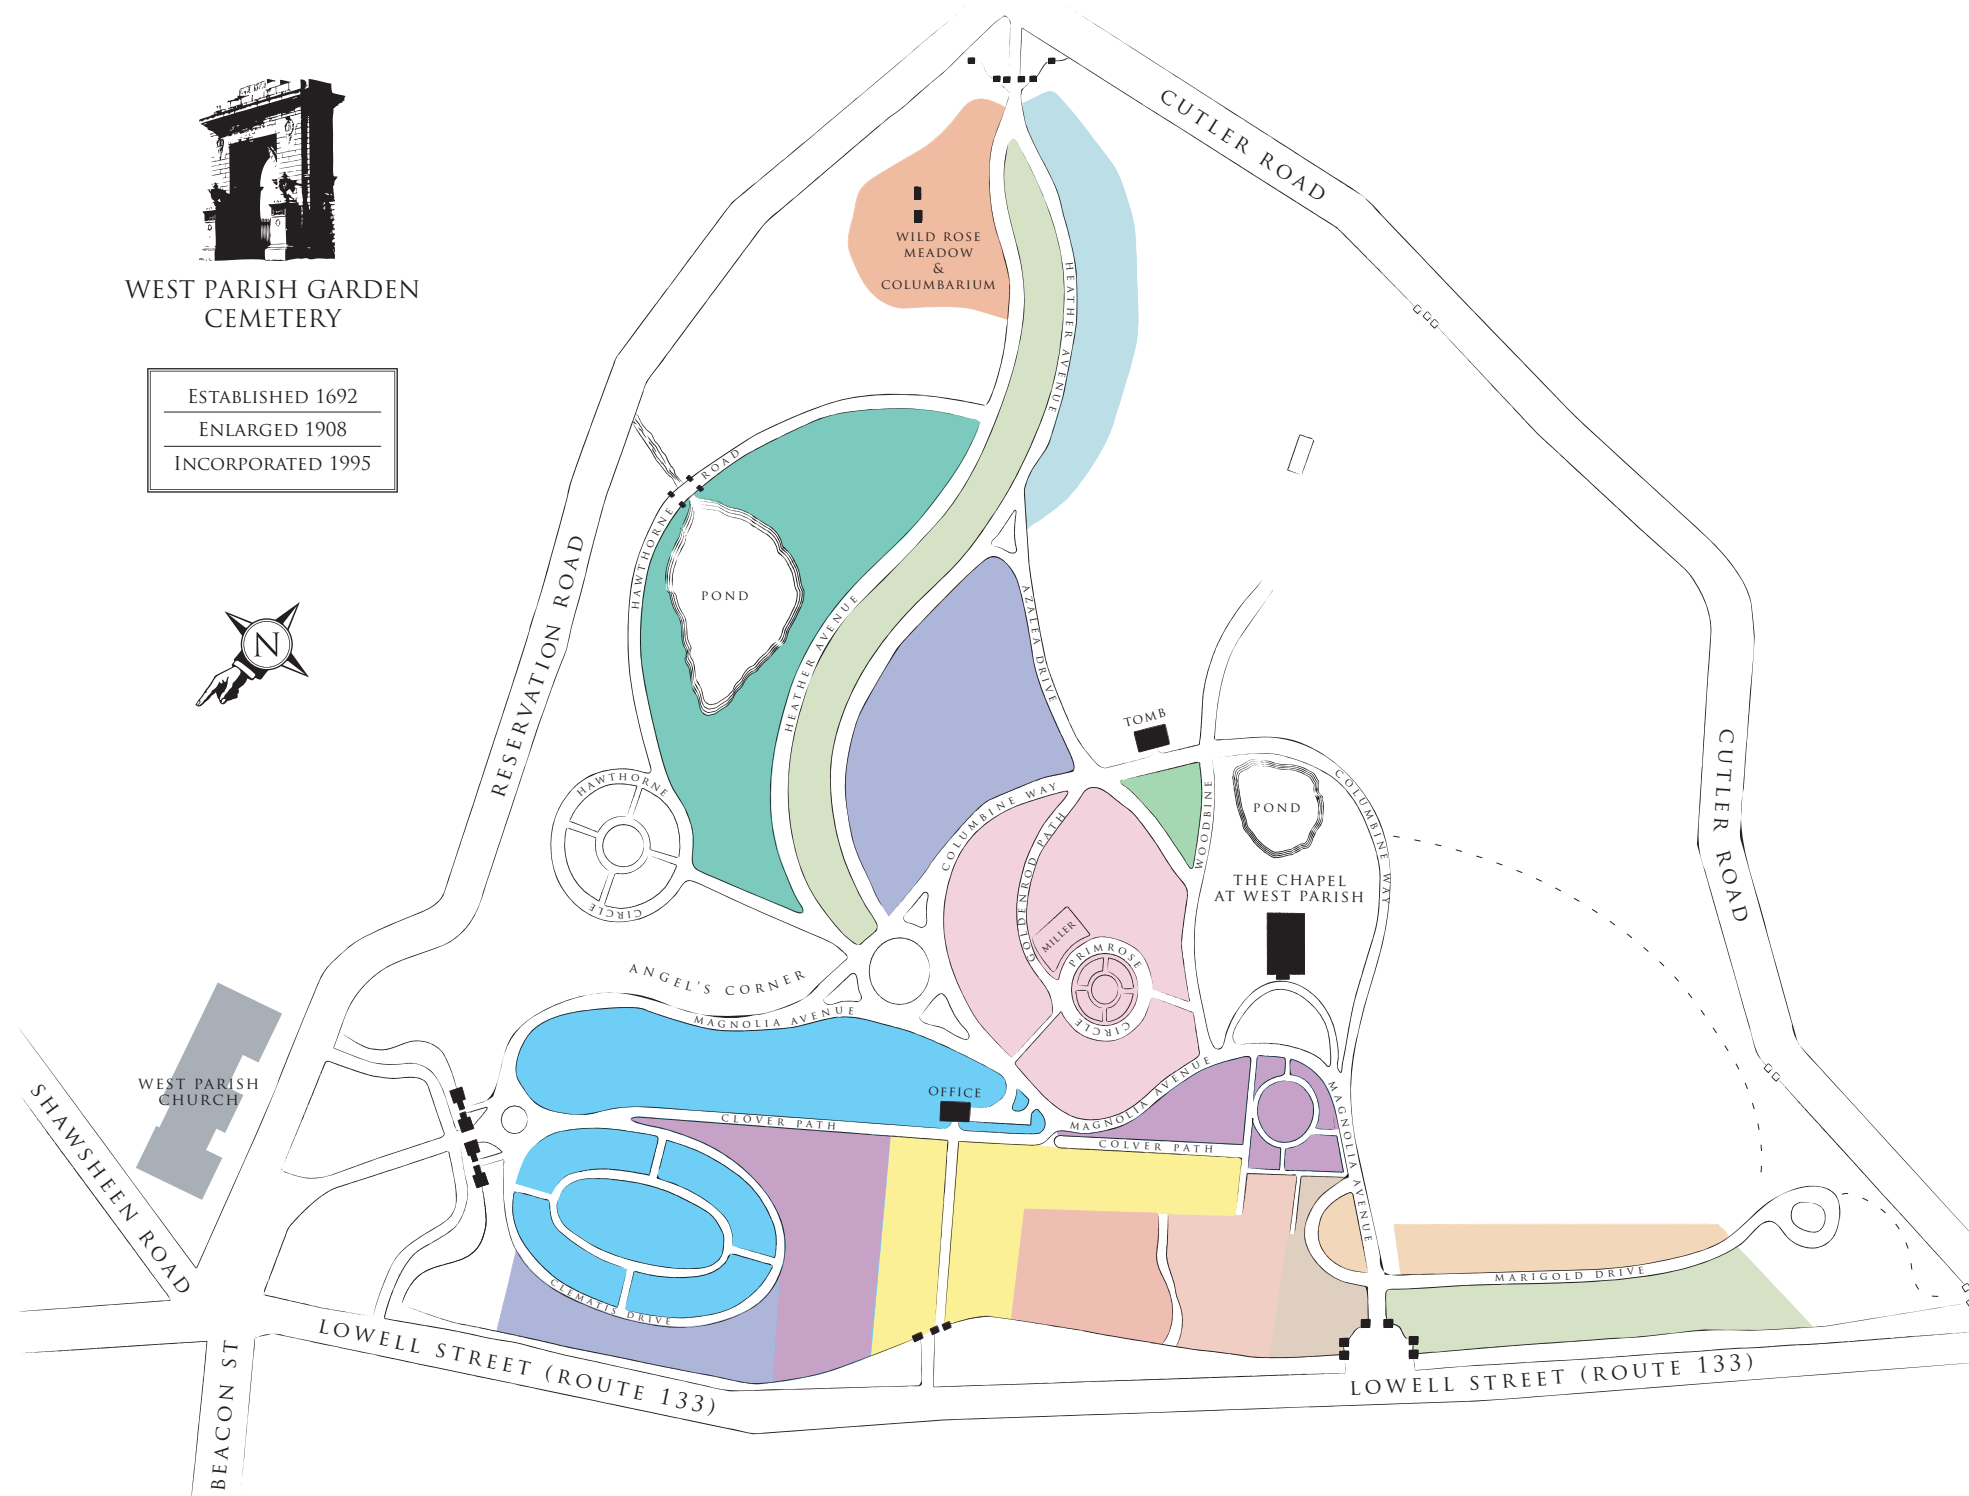 WEST PARISH GARDEN
CEMETERY
ESTABLISHED 1692
ENLARGED 1908
INCORPORATED 1995
N
CUTLER ROAD
WILD ROSE
MEADOW
&
COLUMBARIUM
HEATHER AVENUE
HAWTHORNE ROAD
POND
RESERVATION ROAD
HEATHER AVENUE
AZALEA DRIVE
TOMB
HAWTHORNE
CIRCLE
COLUMBINE WAY
GOLDENROD PATH
WOODBINE
POND
COLUMBINE WAY
CUTLER ROAD
THE CHAPEL
AT WEST PARISH
MILLER
PRIMROSE
CIRCLE
ANGEL'S CORNER
MAGNOLIA AVENUE
WEST PARISH
CHURCH
SHAWSHEEN ROAD
OFFICE
CLOVER PATH
MAGNOLIA AVENUE
COLVER PATH
MAGNOLIA AVENUE
CLEMATIS DRIVE
MARIGOLD DRIVE
LOWELL STREET (ROUTE 133)
LOWELL STREET (ROUTE 133)
BEACON ST